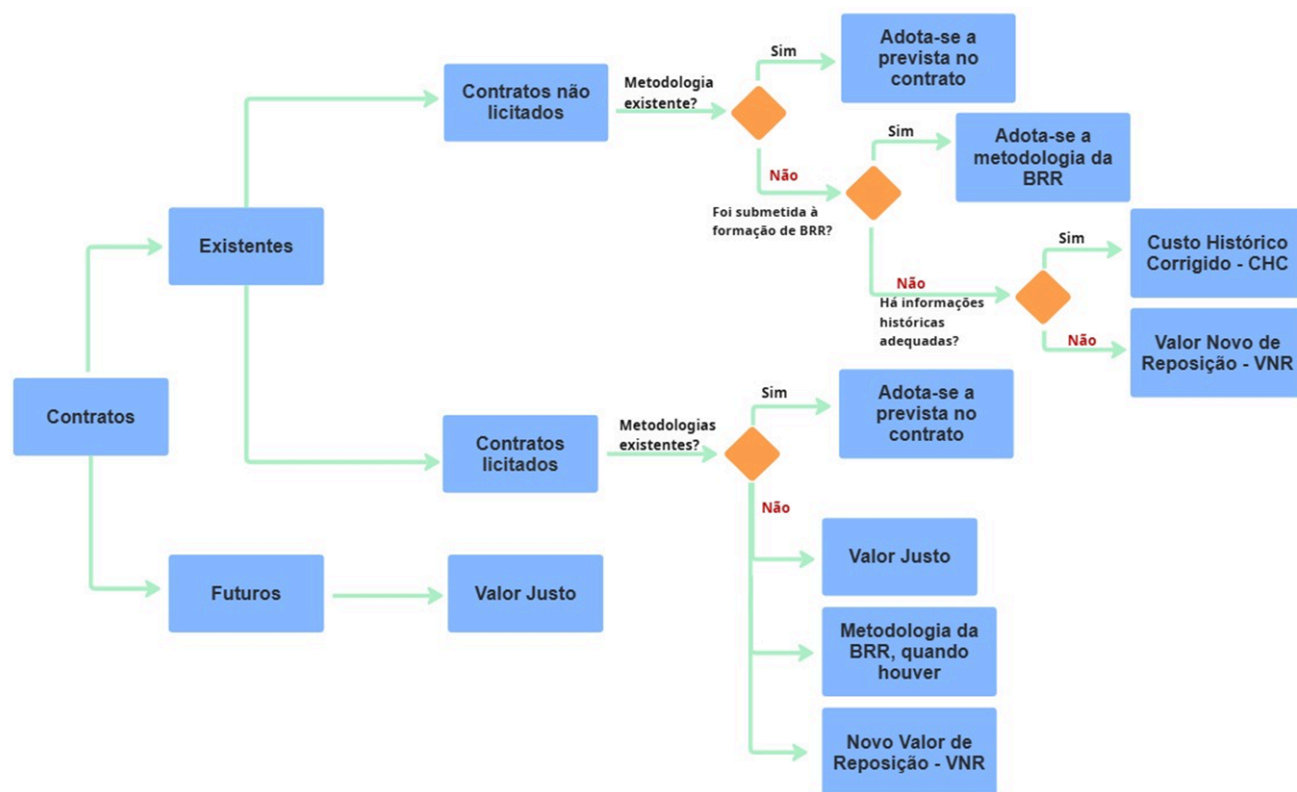 Sim
Adota-se a
prevista no
contrato
Contratos não
licitados
Metodologia
existente?
Sim
Adota-se a
metodologia da
BRR
Não
Foi submetida à
formação de BRR?
Existentes
Sim
Custo Histórico
Corrigido - CHC
Não
Há informações
históricas
adequadas?
Não
Valor Novo de
Reposição - VNR
Contratos
Sim
Adota-se a
prevista no
contrato
Contratos
licitados
Metodologias
existentes?
Não
Valor Justo
Futuros
Valor Justo
Metodologia da
BRR, quando
houver
Novo Valor de
Reposição - VNR